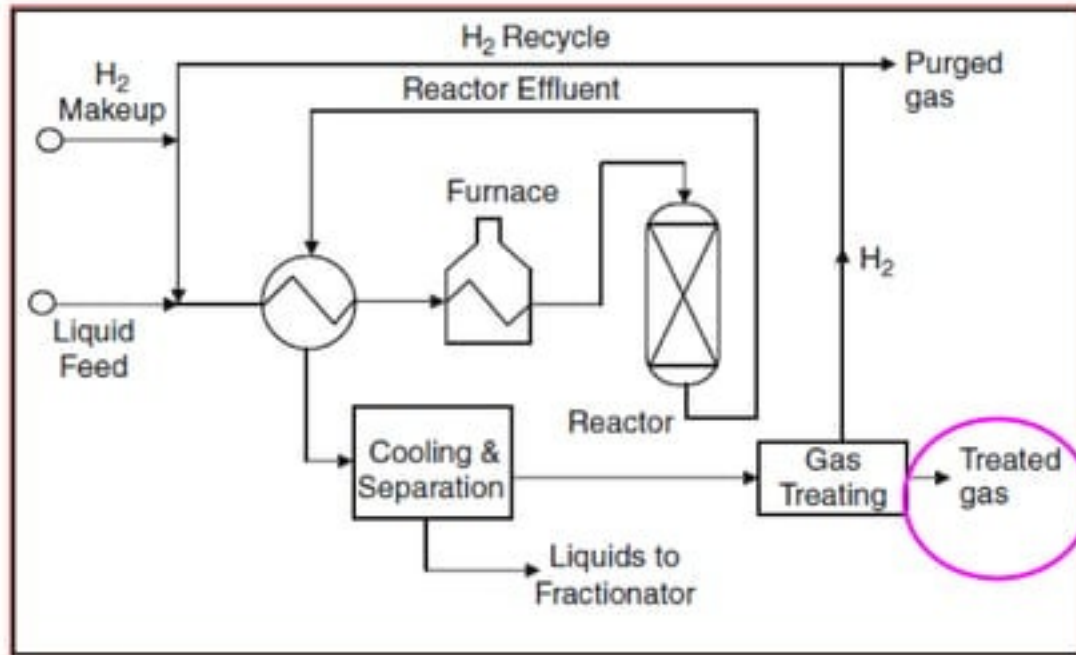 H₂ Recycle
H₂
Makeup
Purged
gas
Reactor Effluent
Furnace
H₂
Liquid
Feed
Reactor
Cooling &
Separation
Gas
Treating
Treated
gas
Liquids to
Fractionator